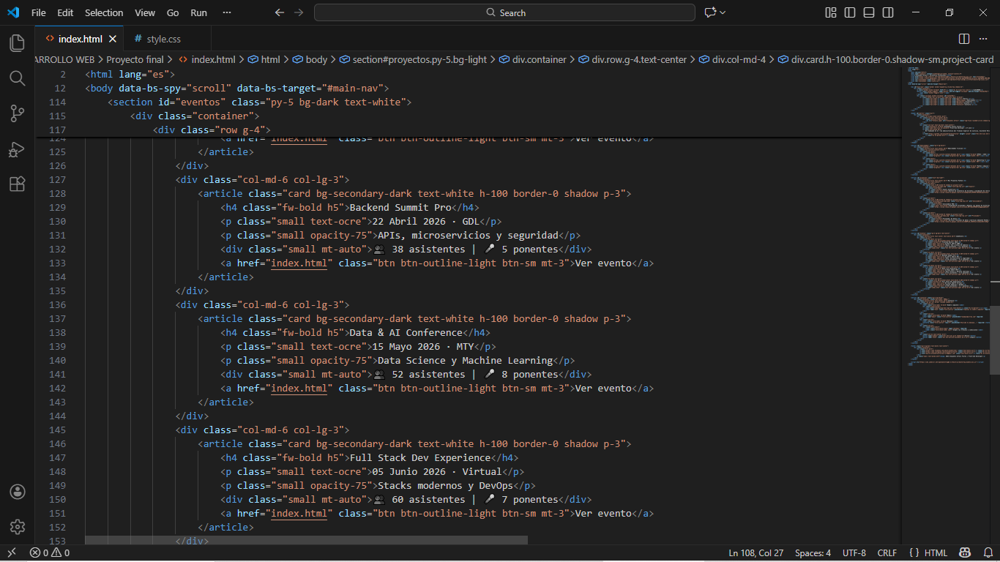 File Edit Selection View Go Run ··· Search
index.html style.css
ARROLLO WEB > Proyecto final > index.html > html > body > section#proyectos.py-5.bg-light > div.container > div.row.g-4.text-center > div.col-md-4 > div.card.h-100.border-0.shadow-sm.project-card
2 <html lang="es">
12 <body data-bs-spy="scroll" data-bs-target="#main-nav">
114 <section id="eventos" class="py-5 bg-dark text-white">
115 <div class="container">
117 <div class="row g-4">
124 <a href="index.html" class="btn btn-outline-light btn-sm mt-3">Ver evento</a>
125 </article>
126 </div>
127 <div class="col-md-6 col-lg-3">
128 <article class="card bg-secondary-dark text-white h-100 border-0 shadow p-3">
129 <h4 class="fw-bold h5">Backend Summit Pro</h4>
130 <p class="small text-ocre">22 Abril 2026 · GDL</p>
131 <p class="small opacity-75">APIs, microservicios y seguridad</p>
132 <div class="small mt-auto">👥 38 asistentes | 🎤 5 ponentes</div>
133 <a href="index.html" class="btn btn-outline-light btn-sm mt-3">Ver evento</a>
134 </article>
135 </div>
136 <div class="col-md-6 col-lg-3">
137 <article class="card bg-secondary-dark text-white h-100 border-0 shadow p-3">
138 <h4 class="fw-bold h5">Data & AI Conference</h4>
139 <p class="small text-ocre">15 Mayo 2026 · MTY</p>
140 <p class="small opacity-75">Data Science y Machine Learning</p>
141 <div class="small mt-auto">👥 52 asistentes | 🎤 8 ponentes</div>
142 <a href="index.html" class="btn btn-outline-light btn-sm mt-3">Ver evento</a>
143 </article>
144 </div>
145 <div class="col-md-6 col-lg-3">
146 <article class="card bg-secondary-dark text-white h-100 border-0 shadow p-3">
147 <h4 class="fw-bold h5">Full Stack Dev Experience</h4>
148 <p class="small text-ocre">05 Junio 2026 · Virtual</p>
149 <p class="small opacity-75">Stacks modernos y DevOps</p>
150 <div class="small mt-auto">👥 60 asistentes | 🎤 7 ponentes</div>
151 <a href="index.html" class="btn btn-outline-light btn-sm mt-3">Ver evento</a>
152 </article>
153 </div>
0 0 Ln 108, Col 27 Spaces: 4 UTF-8 CRLF {} HTML